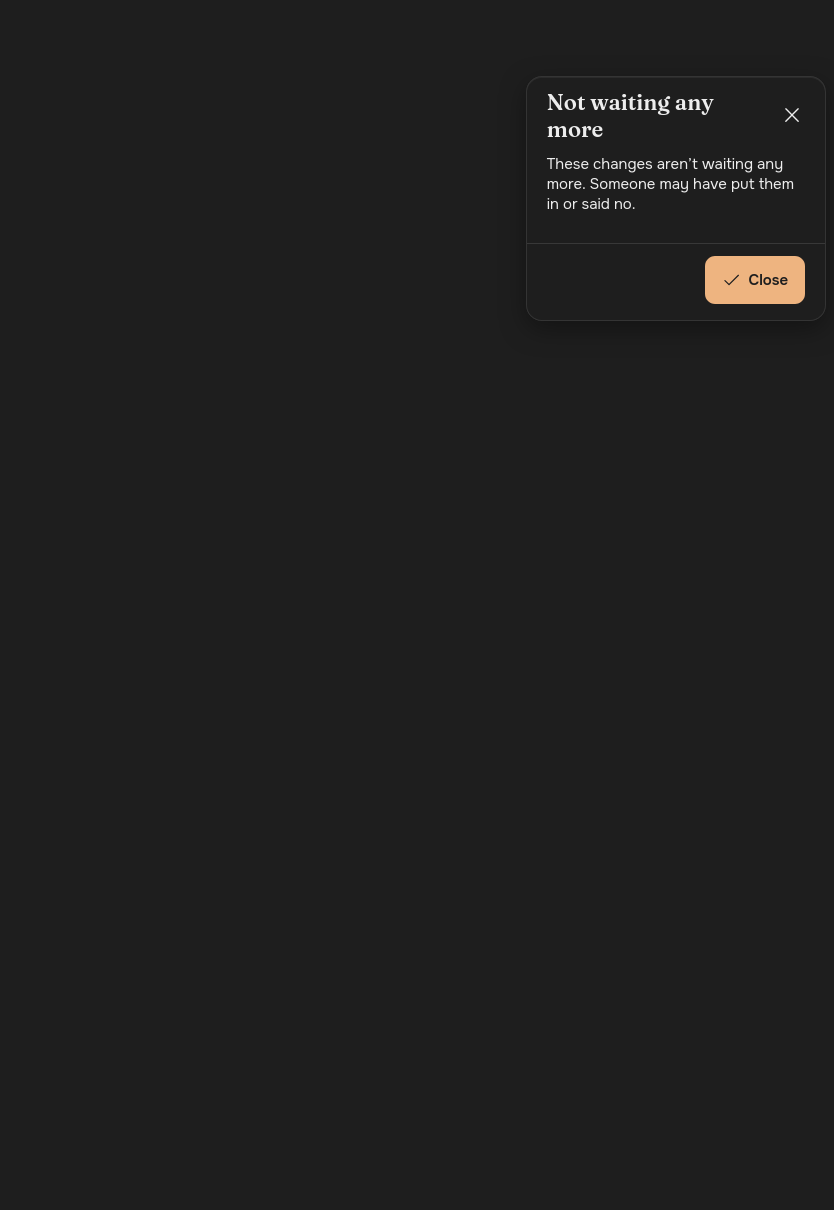 Not waiting any
more
These changes aren’t waiting any
more. Someone may have put them
in or said no.
Close